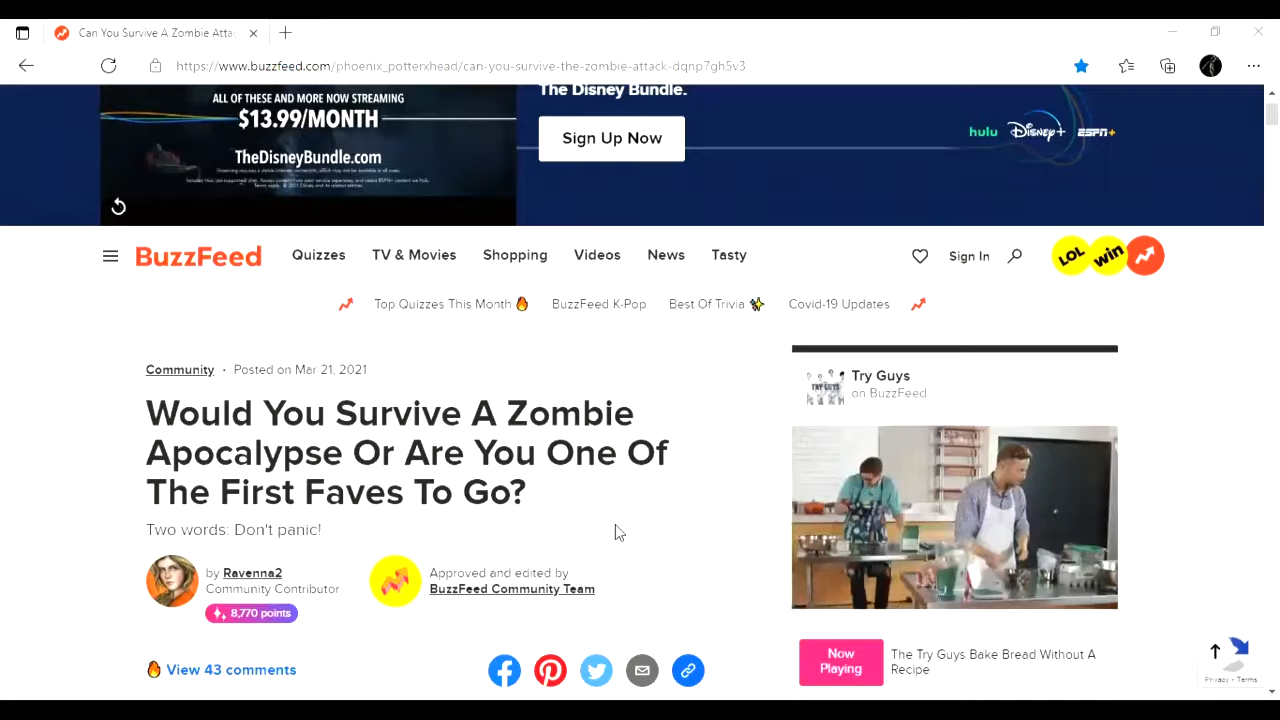 Can You Survive A Zombie Atta
https://www.buzzfeed.com/phoenix_potterxhead/can-you-survive-the-zombie-attack-dqnp7gh5v3
ALL OF THESE AND MORE NOW STREAMING
$13.99/MONTH
TheDisneyBundle.com
The Disney Bundle.
Sign Up Now
hulu Disney+ ESPN+
BuzzFeed Quizzes TV & Movies Shopping Videos News Tasty Sign In LOL win
Top Quizzes This Month BuzzFeed K-Pop Best Of Trivia Covid-19 Updates
Community · Posted on Mar 21, 2021
Would You Survive A Zombie
Apocalypse Or Are You One Of
The First Faves To Go?
Two words: Don't panic!
by Ravenna2
Community Contributor
8,770 points
Approved and edited by
BuzzFeed Community Team
View 43 comments
TRY GUYS
Try Guys
on BuzzFeed
Now
Playing
The Try Guys Bake Bread Without A
Recipe
Privacy - Terms